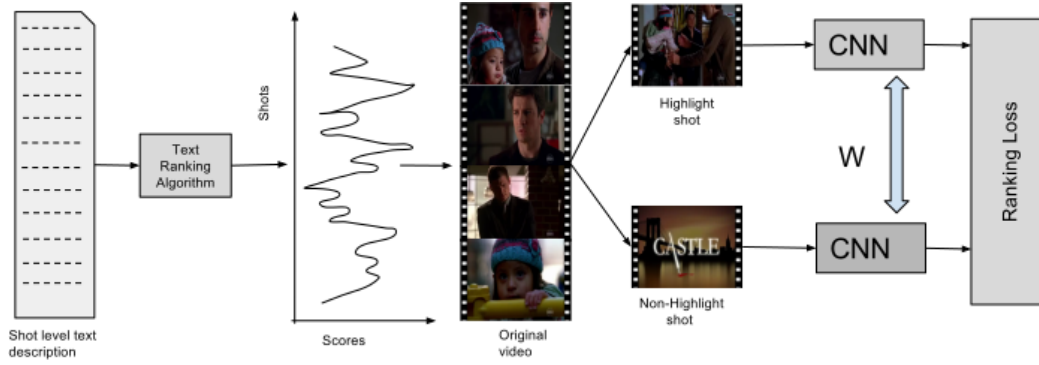 Shot level text
description
Text
Ranking
Algorithm
Shots
Scores
Original
video
Highlight
shot
CASTLE
Non-Highlight
shot
CNN
W
CNN
Ranking Loss